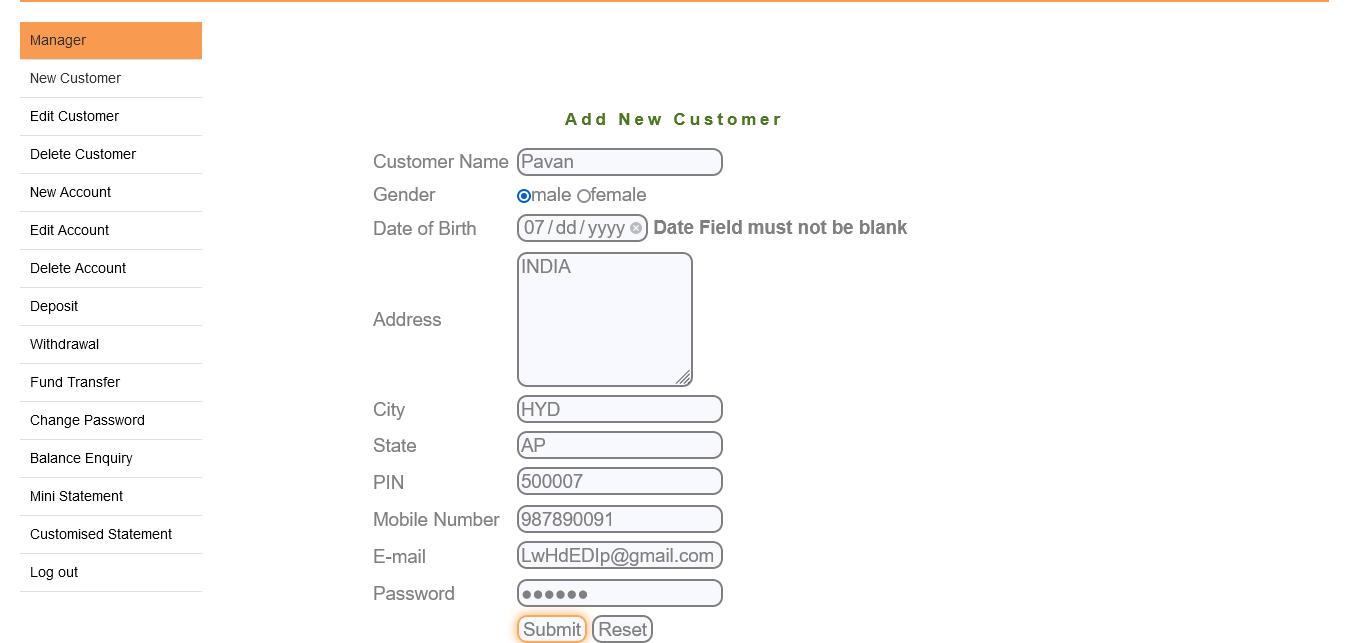 Manager
New Customer
Edit Customer
Delete Customer
New Account
Edit Account
Delete Account
Deposit
Withdrawal
Fund Transfer
Change Password
Balance Enquiry
Mini Statement
Customised Statement
Log out
Add New Customer
Customer Name Pavan
Gender male female
Date of Birth 07/dd/yyyy Date Field must not be blank
Address INDIA
City HYD
State AP
PIN 500007
Mobile Number 987890091
E-mail LwHdEDIp@gmail.com
Password ●●●●●●
Submit Reset